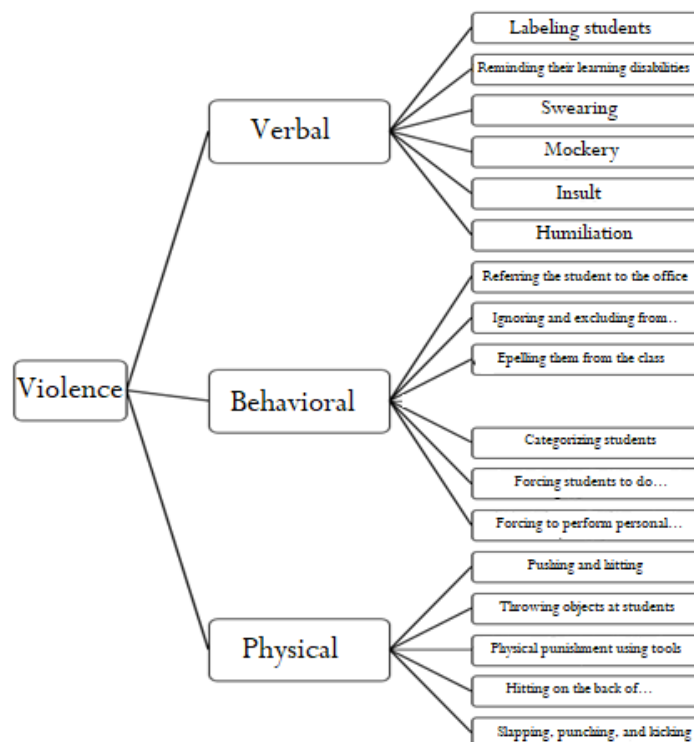 Violence
Verbal
Labeling students
Reminding their learning disabilities
Swearing
Mockery
Insult
Humiliation
Behavioral
Referring the student to the office
Ignoring and excluding from..
Epelling them from the class
Categorizing students
Forcing students to do...
Forcing to perform personal...
Physical
Pushing and hitting
Throwing objects at students
Physical punishment using tools
Hitting on the back of...
Slapping, punching, and kicking